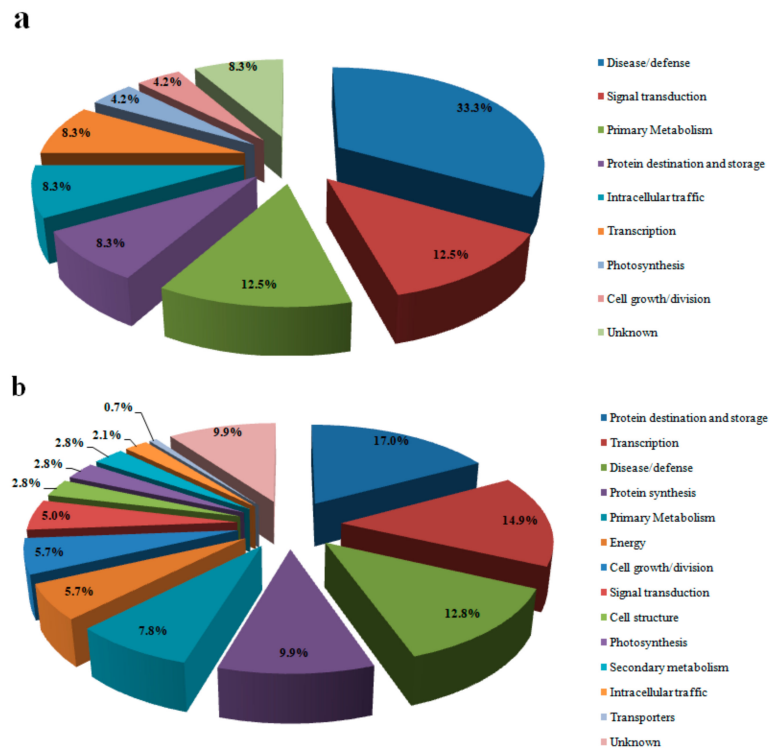 a
8.3%
4.2%
4.2%
8.3%
8.3%
8.3%
12.5%
12.5%
33.3%
Disease/defense
Signal transduction
Primary Metabolism
Protein destination and storage
Intracellular traffic
Transcription
Photosynthesis
Cell growth/division
Unknown
b
0.7%
2.1%
2.8%
2.8%
2.8%
5.0%
5.7%
5.7%
7.8%
9.9%
12.8%
14.9%
17.0%
9.9%
Protein destination and storage
Transcription
Disease/defense
Protein synthesis
Primary Metabolism
Energy
Cell growth/division
Signal transduction
Cell structure
Photosynthesis
Secondary metabolism
Intracellular traffic
Transporters
Unknown